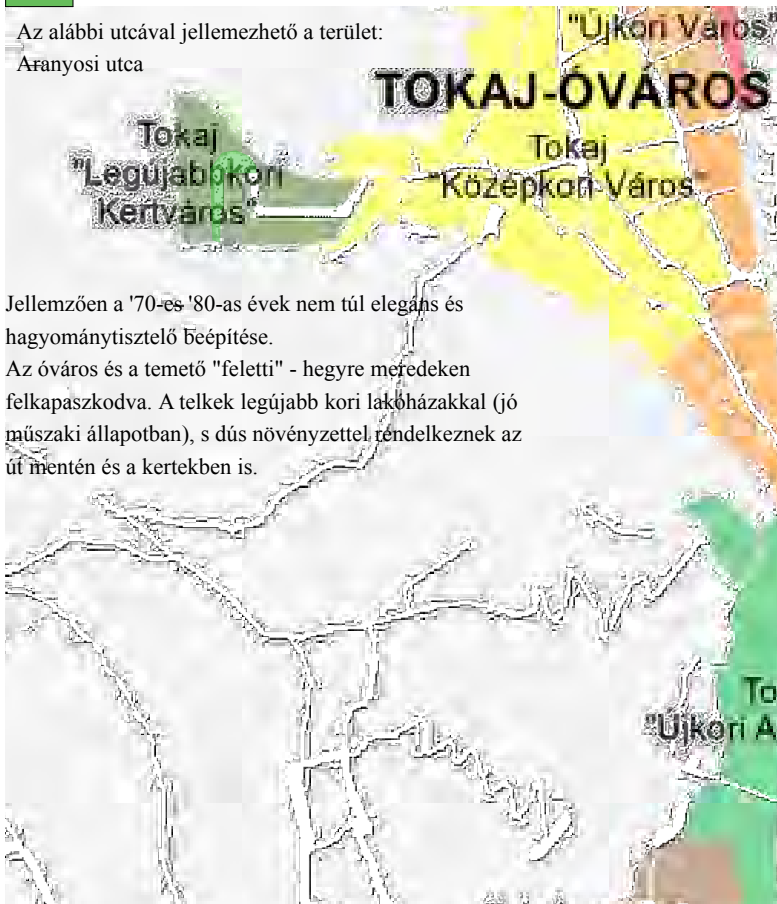 Az alábbi utcával jellemezhető a terület:
Aranyosi utca
"Újkori Város"
TOKAJ-ÓVÁROS
Tokaj
"Legújabbkori
Kertváros"
Tokaj
"Középkori Város"
Jellemzően a '70-es '80-as évek nem túl elegáns és
hagyománytisztelő beépítése.
Az óváros és a temető "feletti" - hegyre meredeken
felkapaszkodva. A telkek legújabb kori lakóházakkal (jó
műszaki állapotban), s dús növényzettel rendelkeznek az
út mentén és a kertekben is.
To
"Újkori A